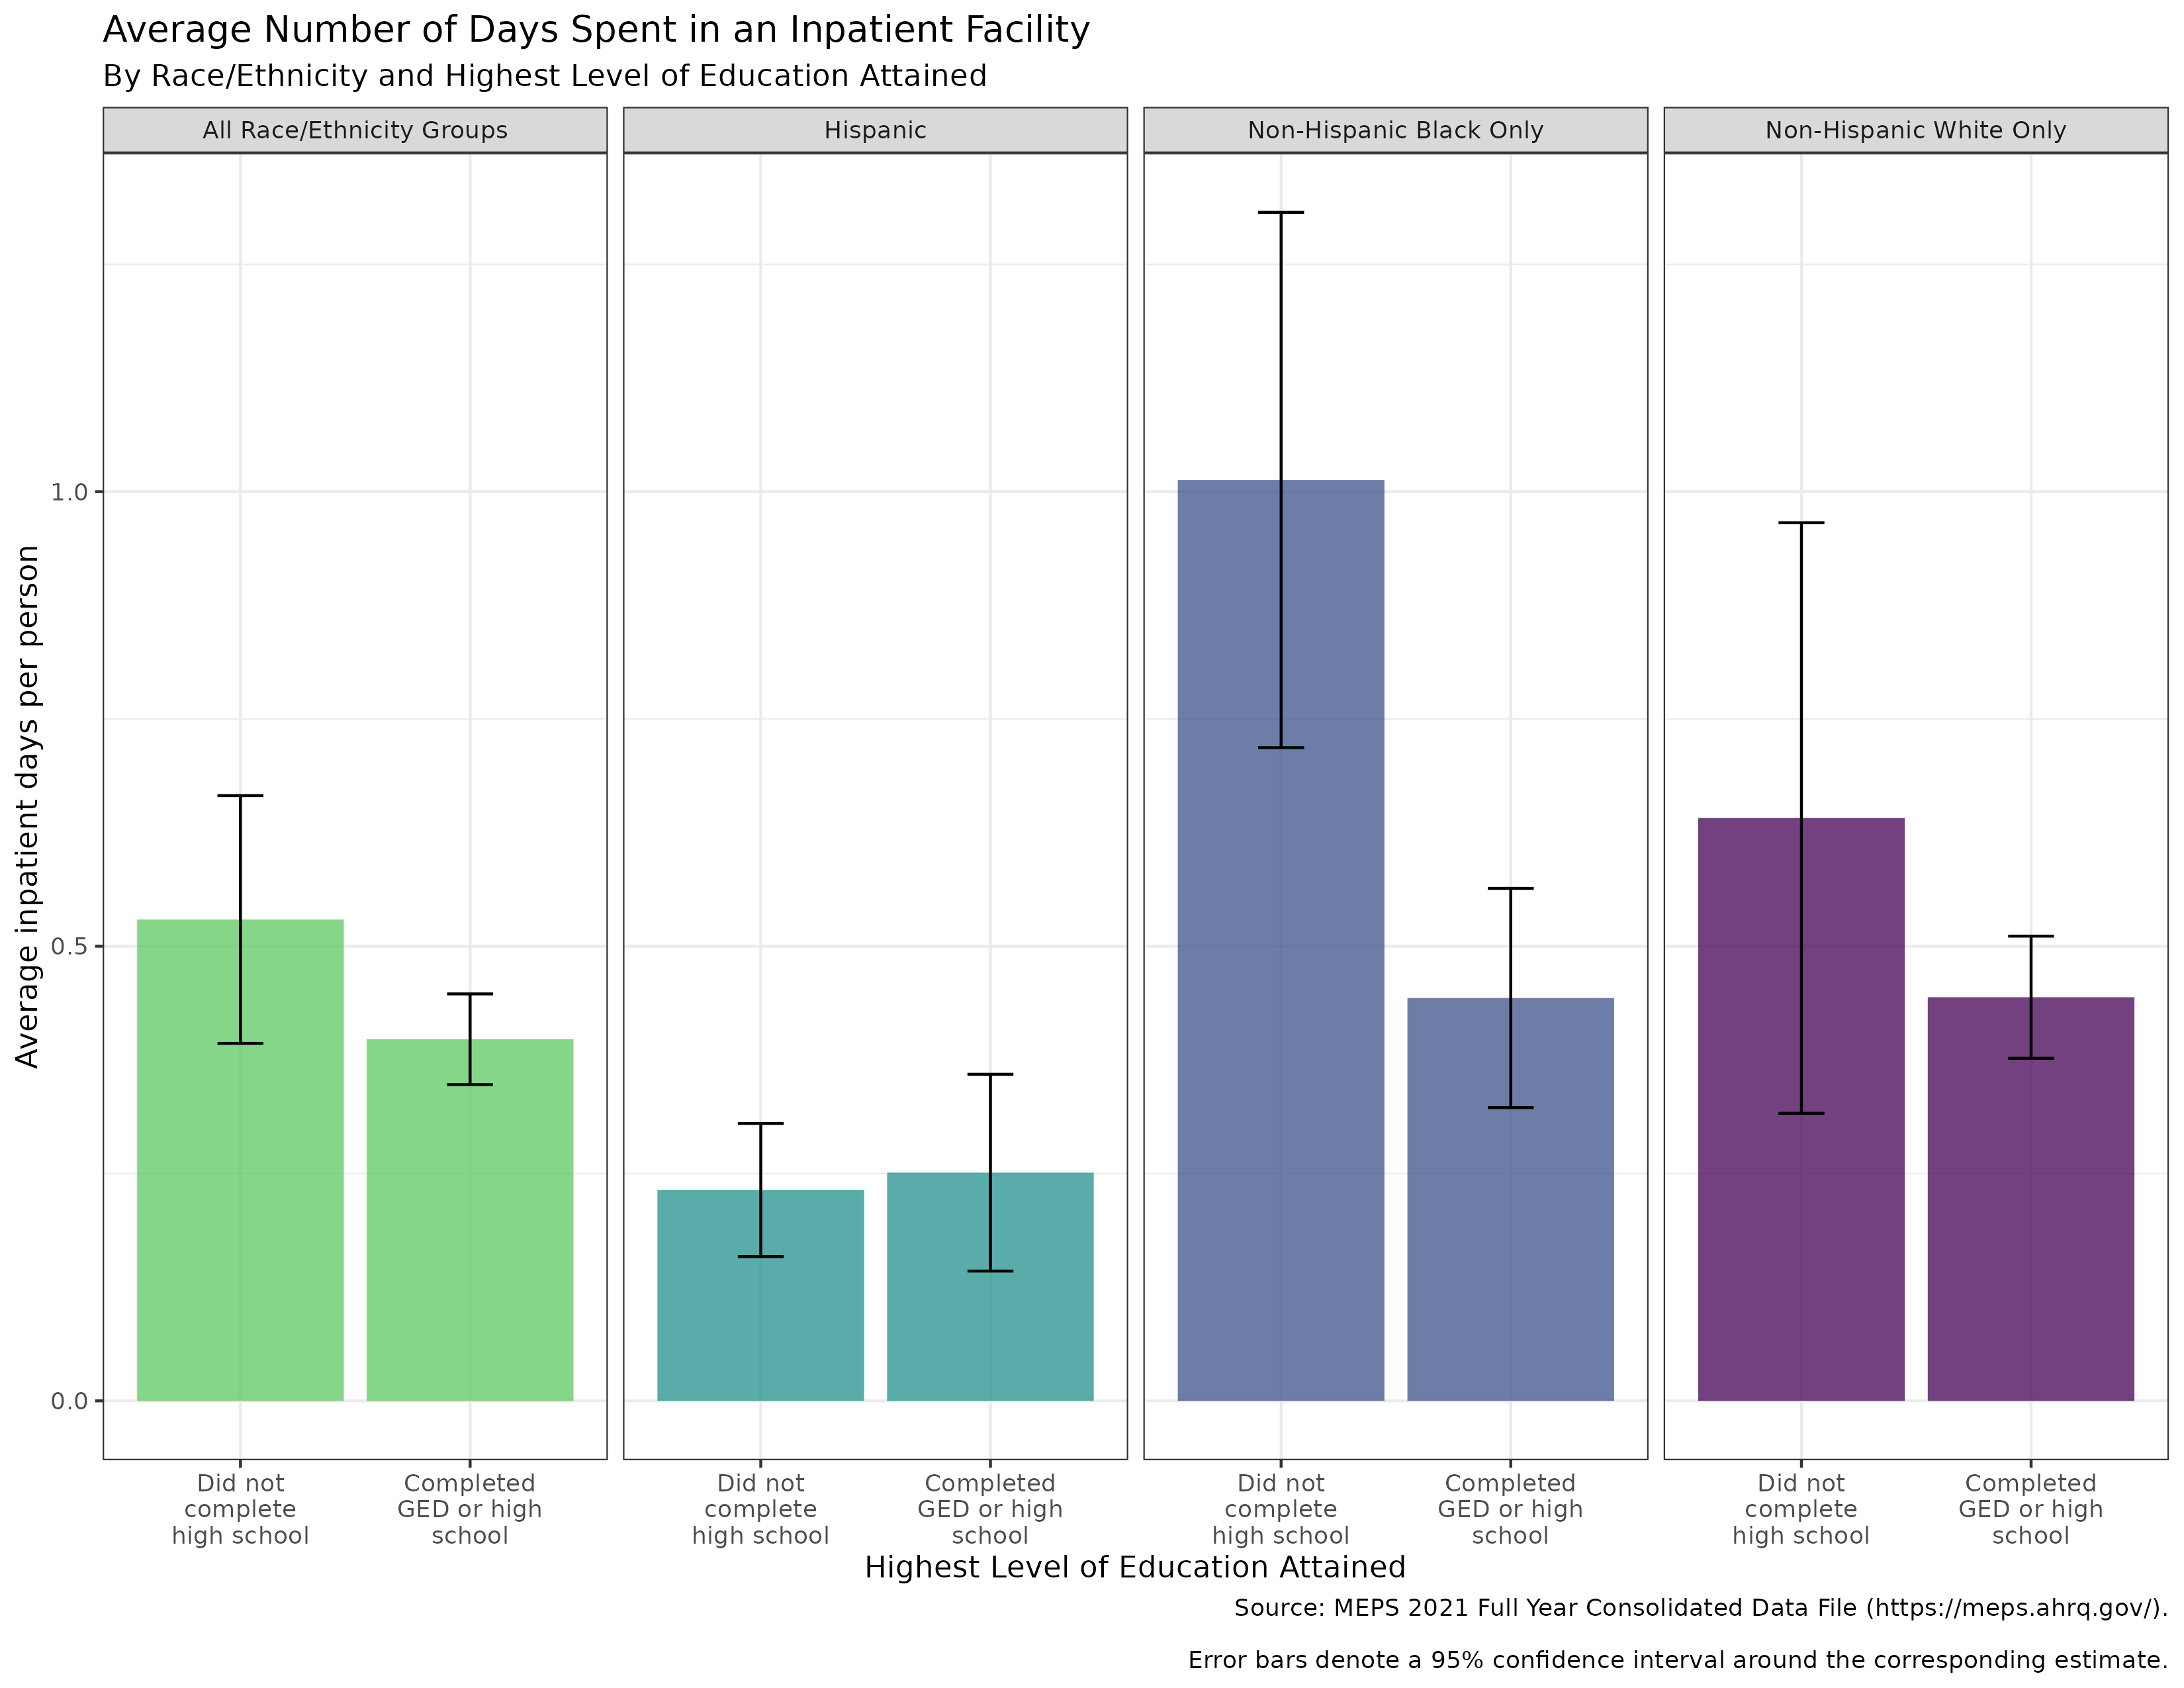 Average Number of Days Spent in an Inpatient Facility
By Race/Ethnicity and Highest Level of Education Attained
All Race/Ethnicity Groups
Hispanic
Non-Hispanic Black Only
Non-Hispanic White Only
Average inpatient days per person
1.0
0.5
0.0
Did not
complete
high school
Completed
GED or high
school
Did not
complete
high school
Completed
GED or high
school
Did not
complete
high school
Completed
GED or high
school
Did not
complete
high school
Completed
GED or high
school
Highest Level of Education Attained
Source: MEPS 2021 Full Year Consolidated Data File (https://meps.ahrq.gov/).
Error bars denote a 95% confidence interval around the corresponding estimate.